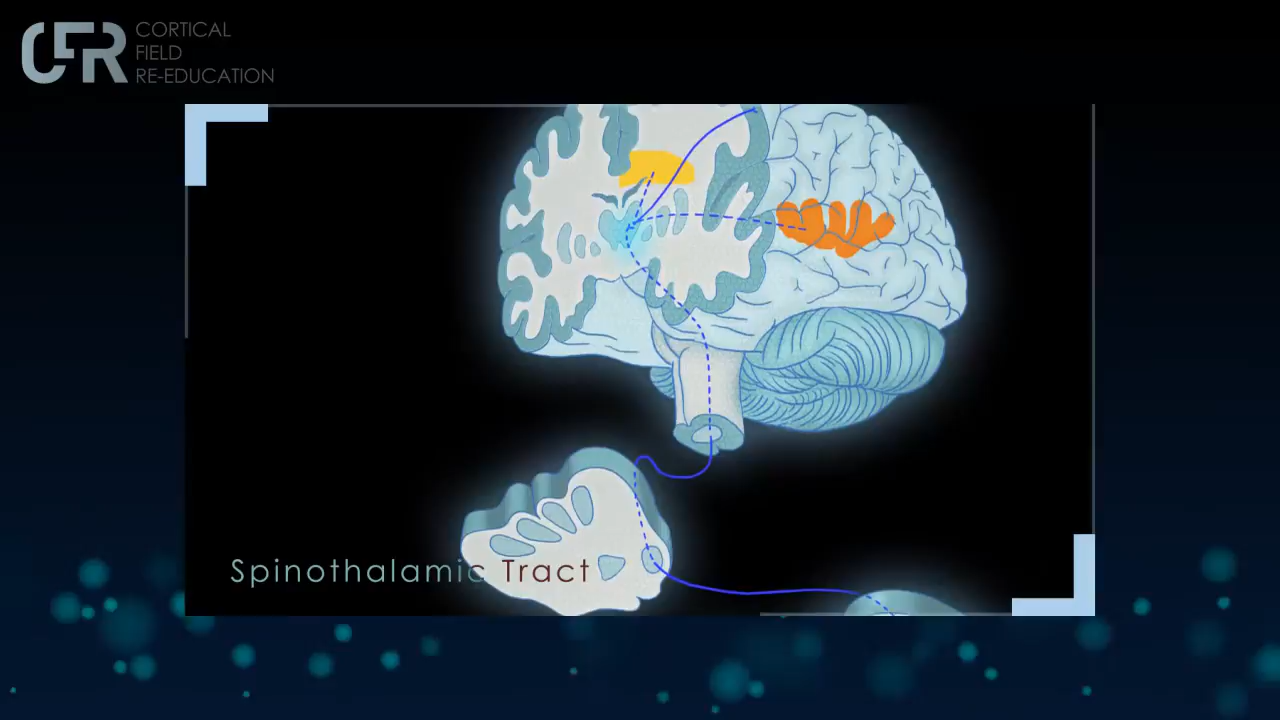 CFR
CORTICAL
FIELD
RE-EDUCATION
Spinothalamic Tract